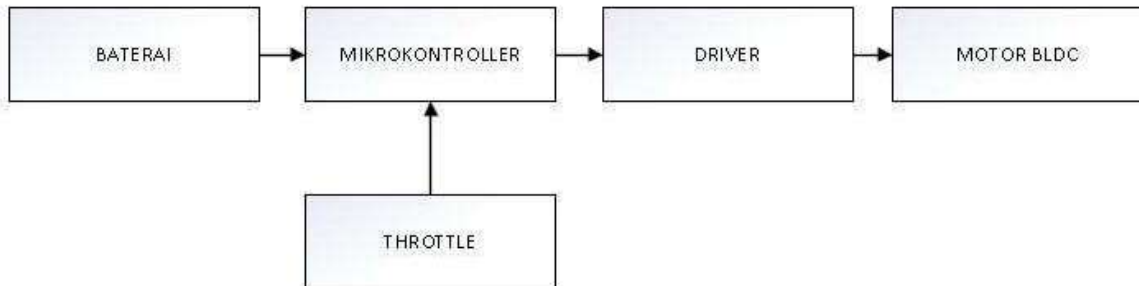 BATERAI
MIKROKONTROLLER
DRIVER
MOTOR BLDC
THROTTLE